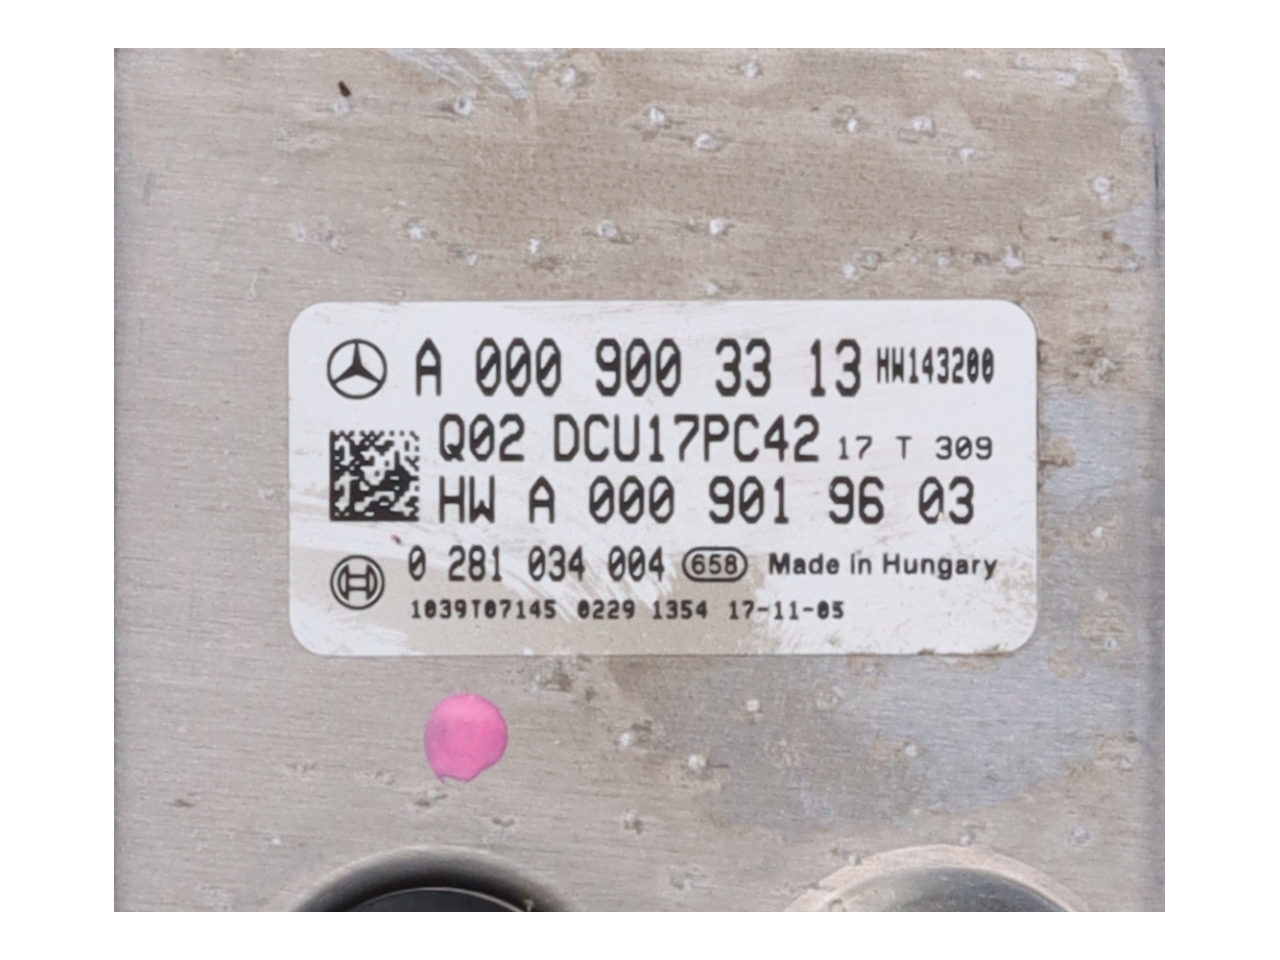 A 000 900 33 13 HW143200
Q02 DCU17PC42 17 T 309
HW A 000 901 96 03
0 281 034 004 658 Made in Hungary
1039T07145 0229 1354 17-11-05